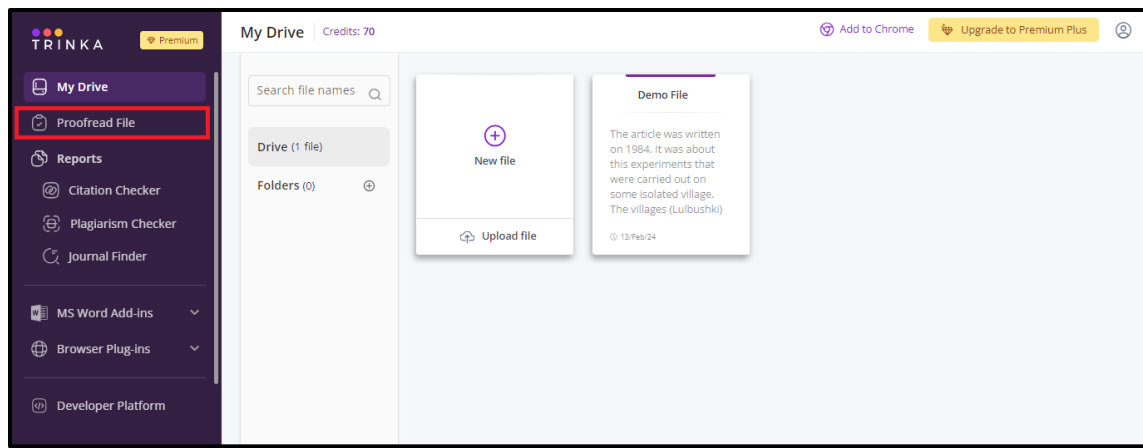 TRINKA
Premium
My Drive
Proofread File
Reports
Citation Checker
Plagiarism Checker
Journal Finder
MS Word Add-ins
Browser Plug-ins
Developer Platform
My Drive
Credits: 70
Add to Chrome
Upgrade to Premium Plus
Search file names
Drive (1 file)
Folders (0)
New file
Upload file
Demo File
The article was written
on 1984. it was about
this experiments that
were carried out on
some isolated village.
The villages (Lulbushki)
13/Feb/24